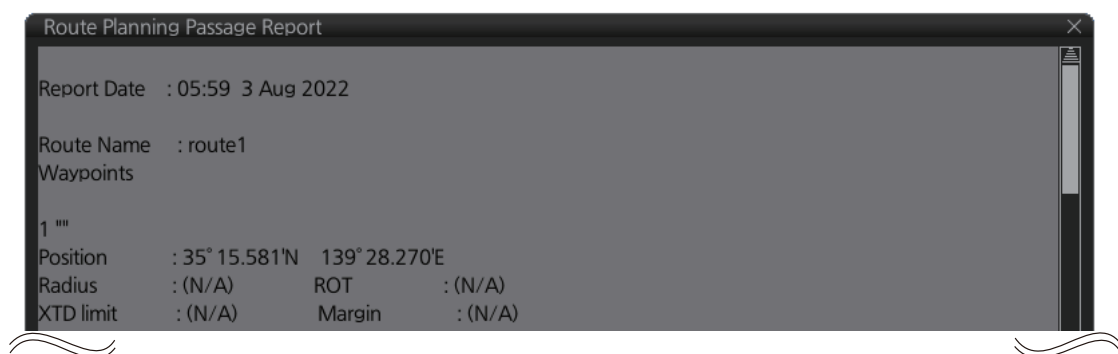 Route Planning Passage Report
Report Date : 05:59 3 Aug 2022
Route Name : route1
Waypoints
1 ""
Position : 35° 15.581'N 139° 28.270'E
Radius : (N/A) ROT : (N/A)
XTD limit : (N/A) Margin : (N/A)